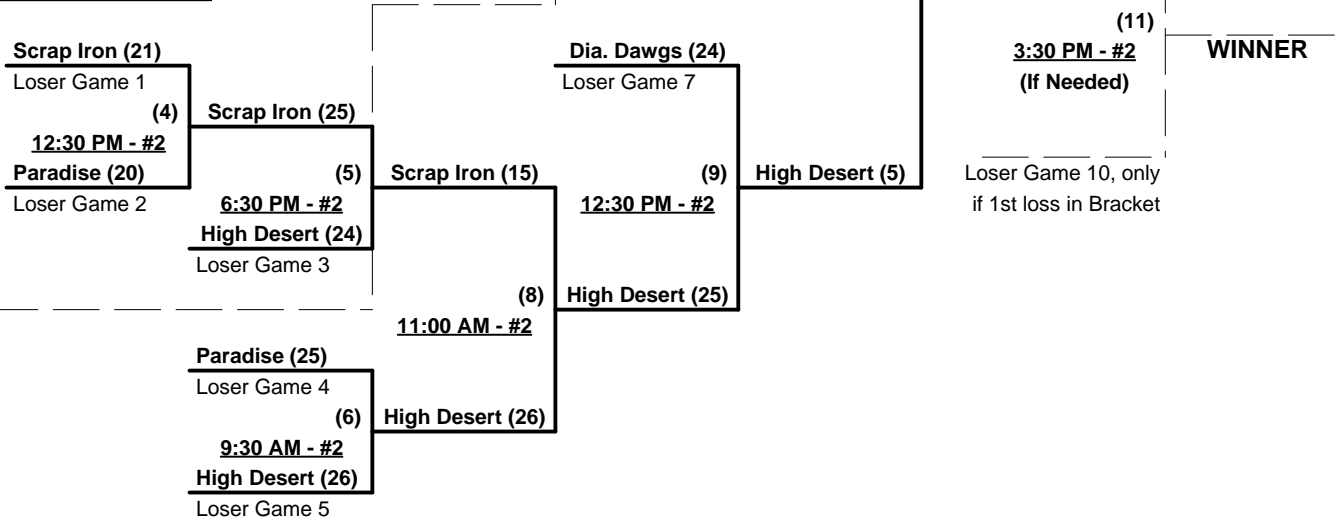 (11)
Scrap Iron (21)
Dia. Dawgs (24)
3:30 PM - #2
WINNER
Loser Game 1
Loser Game 7
(If Needed)
(4)
Scrap Iron (25)
12:30 PM - #2
Paradise (20)
(5)
Scrap Iron (15)
(9)
High Desert (5)
Loser Game 10, only
Loser Game 2
6:30 PM - #2
12:30 PM - #2
if 1st loss in Bracket
High Desert (24)
Loser Game 3
(8)
High Desert (25)
11:00 AM - #2
Paradise (25)
Loser Game 4
(6)
High Desert (26)
9:30 AM - #2
High Desert (26)
Loser Game 5